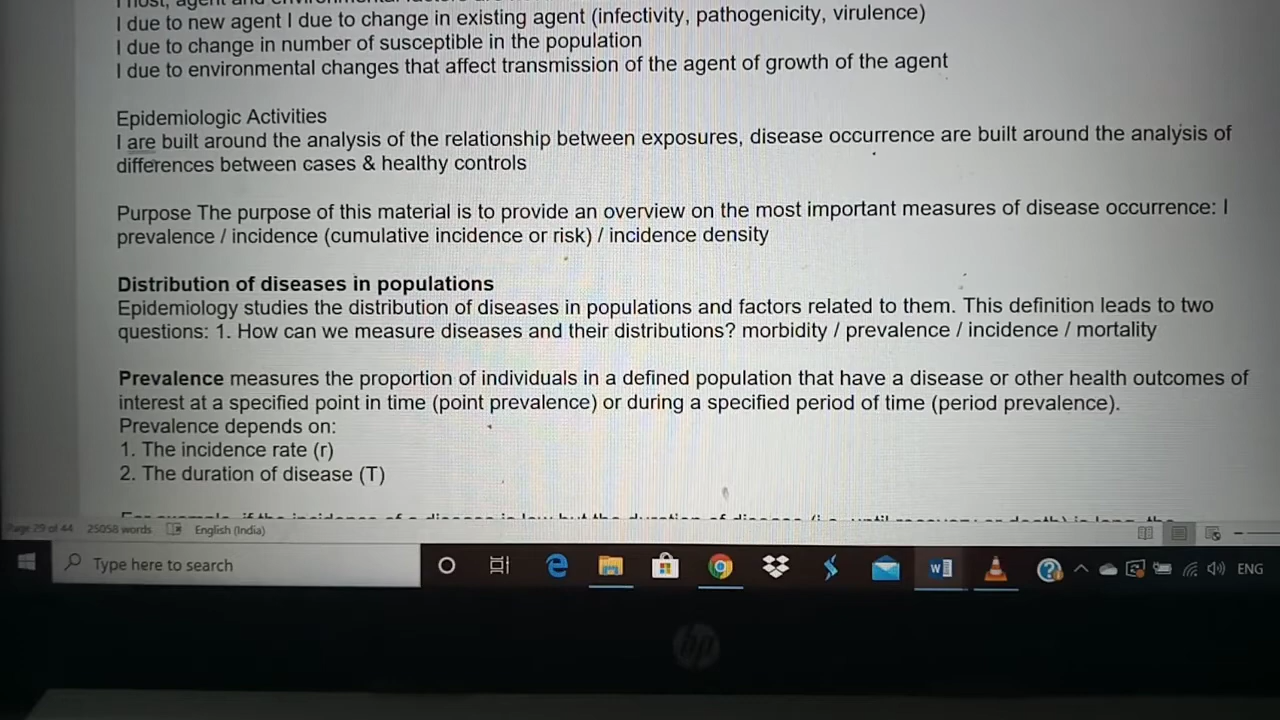 I due to new agent I due to change in existing agent (infectivity, pathogenicity, virulence)
I due to change in number of susceptible in the population
I due to environmental changes that affect transmission of the agent of growth of the agent
Epidemiologic Activities
I are built around the analysis of the relationship between exposures, disease occurrence are built around the analysis of
differences between cases & healthy controls
Purpose The purpose of this material is to provide an overview on the most important measures of disease occurrence: I
prevalence / incidence (cumulative incidence or risk) / incidence density
Distribution of diseases in populations
Epidemiology studies the distribution of diseases in populations and factors related to them. This definition leads to two
questions: 1. How can we measure diseases and their distributions? morbidity / prevalence / incidence / mortality
Prevalence measures the proportion of individuals in a defined population that have a disease or other health outcomes of
interest at a specified point in time (point prevalence) or during a specified period of time (period prevalence).
Prevalence depends on:
1. The incidence rate (r)
2. The duration of disease (T)
Page 29 of 44 25058 words English (India)
Type here to search
ENG
hp